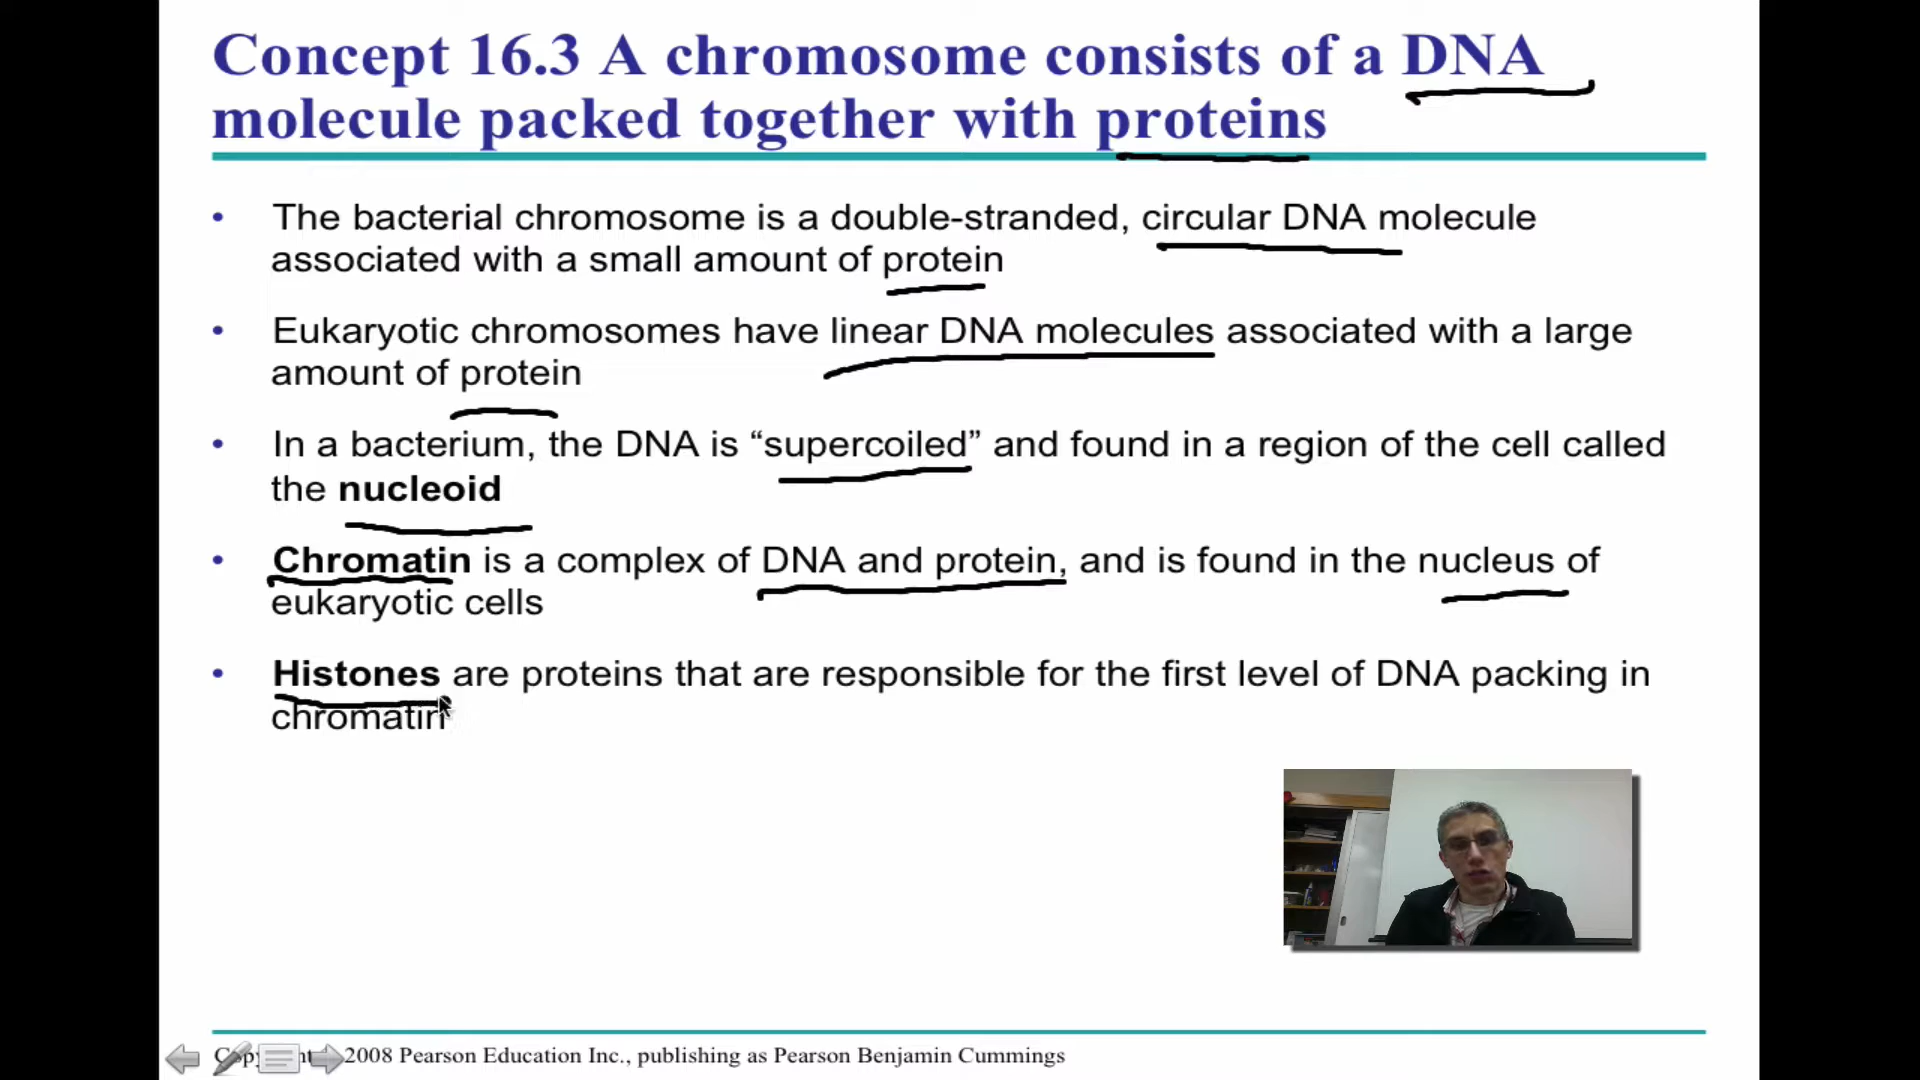 Concept 16.3 A chromosome consists of a DNA
molecule packed together with proteins
• The bacterial chromosome is a double-stranded, circular DNA molecule
associated with a small amount of protein
• Eukaryotic chromosomes have linear DNA molecules associated with a large
amount of protein
• In a bacterium, the DNA is “supercoiled” and found in a region of the cell called
the nucleoid
• Chromatin is a complex of DNA and protein, and is found in the nucleus of
eukaryotic cells
• Histones are proteins that are responsible for the first level of DNA packing in
chromatin
2008 Pearson Education Inc., publishing as Pearson Benjamin Cummings